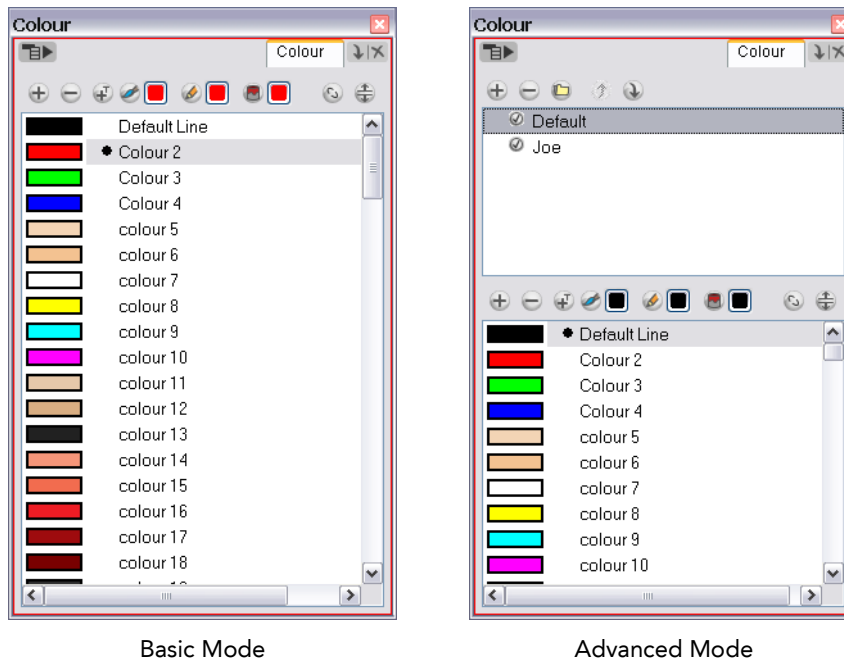 Colour
Colour
Default Line
Colour 2
Colour 3
Colour 4
colour 5
colour 6
colour 7
colour 8
colour 9
colour 10
colour 11
colour 12
colour 13
colour 14
colour 15
colour 16
colour 17
colour 18
Basic Mode
Colour
Colour
Default
Joe
Default Line
Colour 2
Colour 3
Colour 4
colour 5
colour 6
colour 7
colour 8
colour 9
colour 10
Advanced Mode